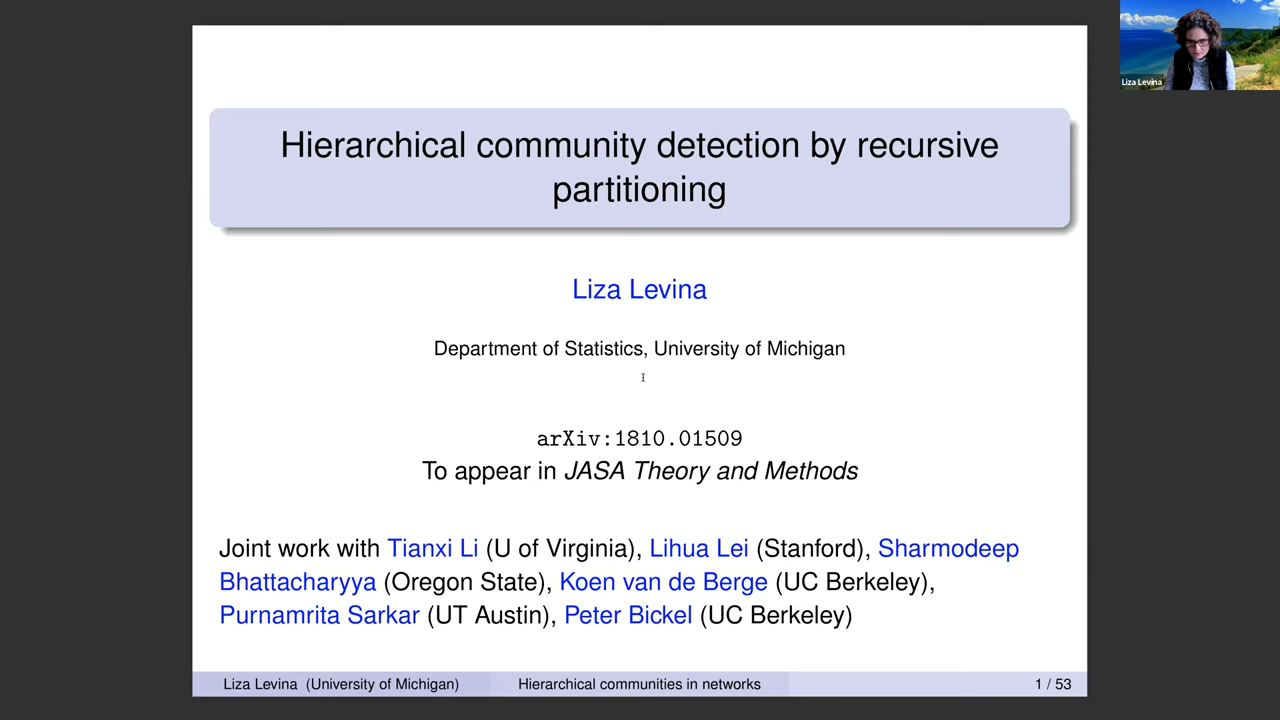 Liza Levina
Hierarchical community detection by recursive
partitioning
Liza Levina
Department of Statistics, University of Michigan
arXiv:1810.01509
To appear in JASA Theory and Methods
Joint work with Tianxi Li (U of Virginia), Lihua Lei (Stanford), Sharmodeep
Bhattacharyya (Oregon State), Koen van de Berge (UC Berkeley),
Purnamrita Sarkar (UT Austin), Peter Bickel (UC Berkeley)
Liza Levina (University of Michigan) Hierarchical communities in networks 1 / 53